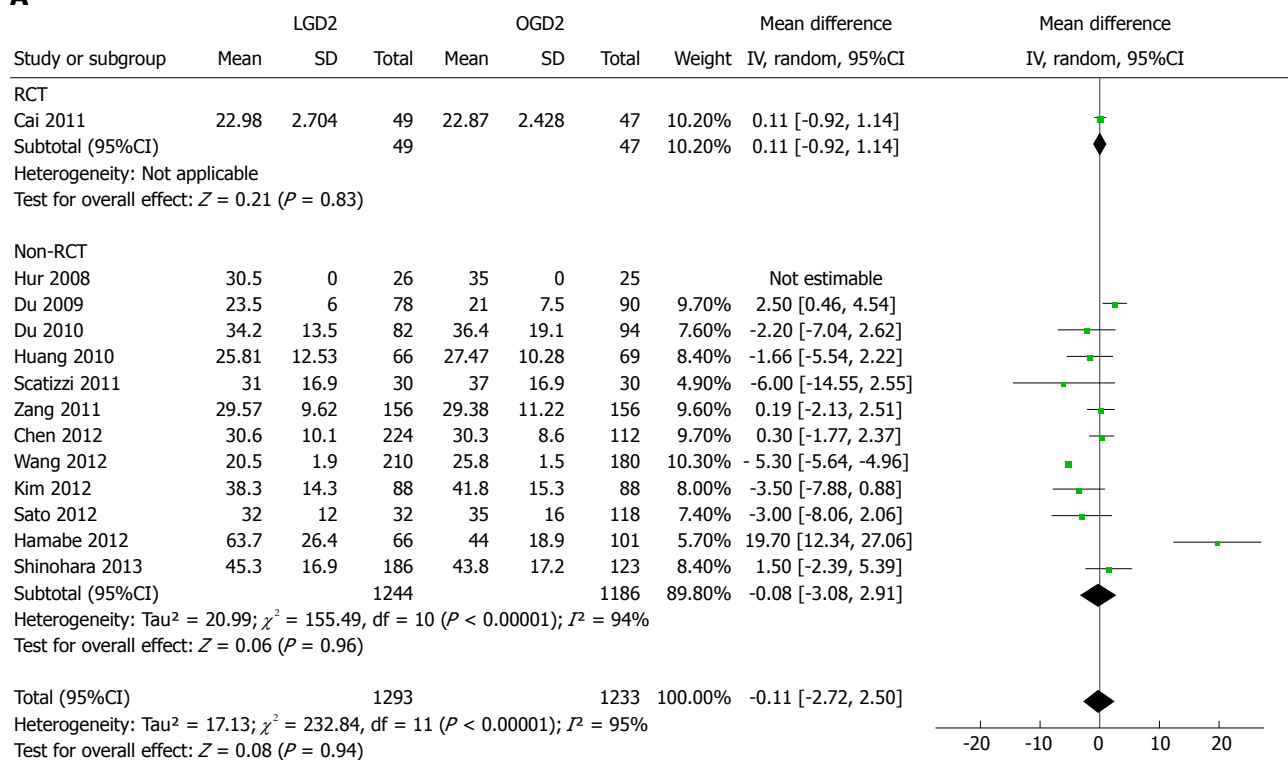 A
LGD2 OGD2 Mean difference Mean difference
Study or subgroup Mean SD Total Mean SD Total Weight IV, random, 95%CI IV, random, 95%CI
RCT
Cai 2011 22.98 2.704 49 22.87 2.428 47 10.20% 0.11 [-0.92, 1.14]
Subtotal (95%CI) 49 47 10.20% 0.11 [-0.92, 1.14]
Heterogeneity: Not applicable
Test for overall effect: Z = 0.21 (P = 0.83)
Non-RCT
Hur 2008 30.5 0 26 35 0 25 Not estimable
Du 2009 23.5 6 78 21 7.5 90 9.70% 2.50 [0.46, 4.54]
Du 2010 34.2 13.5 82 36.4 19.1 94 7.60% -2.20 [-7.04, 2.62]
Huang 2010 25.81 12.53 66 27.47 10.28 69 8.40% -1.66 [-5.54, 2.22]
Scatizzi 2011 31 16.9 30 37 16.9 30 4.90% -6.00 [-14.55, 2.55]
Zang 2011 29.57 9.62 156 29.38 11.22 156 9.60% 0.19 [-2.13, 2.51]
Chen 2012 30.6 10.1 224 30.3 8.6 112 9.70% 0.30 [-1.77, 2.37]
Wang 2012 20.5 1.9 210 25.8 1.5 180 10.30% - 5.30 [-5.64, -4.96]
Kim 2012 38.3 14.3 88 41.8 15.3 88 8.00% -3.50 [-7.88, 0.88]
Sato 2012 32 12 32 35 16 118 7.40% -3.00 [-8.06, 2.06]
Hamabe 2012 63.7 26.4 66 44 18.9 101 5.70% 19.70 [12.34, 27.06]
Shinohara 2013 45.3 16.9 186 43.8 17.2 123 8.40% 1.50 [-2.39, 5.39]
Subtotal (95%CI) 1244 1186 89.80% -0.08 [-3.08, 2.91]
Heterogeneity: Tau² = 20.99; χ² = 155.49, df = 10 (P < 0.00001); I² = 94%
Test for overall effect: Z = 0.06 (P = 0.96)
Total (95%CI) 1293 1233 100.00% -0.11 [-2.72, 2.50]
Heterogeneity: Tau² = 17.13; χ² = 232.84, df = 11 (P < 0.00001); I² = 95%
Test for overall effect: Z = 0.08 (P = 0.94)
-20 -10 0 10 20